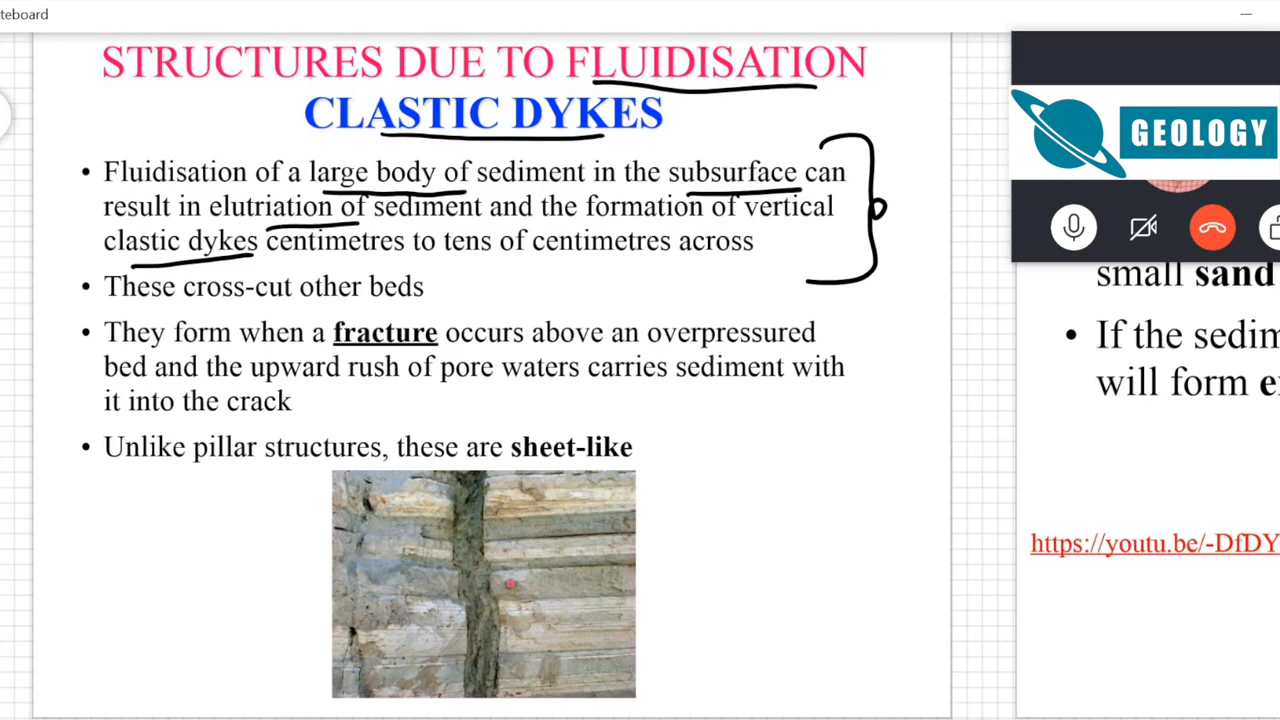 teboard
STRUCTURES DUE TO FLUIDISATION
CLASTIC DYKES
• Fluidisation of a large body of sediment in the subsurface can
result in elutriation of sediment and the formation of vertical
clastic dykes centimetres to tens of centimetres across
• These cross-cut other beds
• They form when a fracture occurs above an overpressured
bed and the upward rush of pore waters carries sediment with
it into the crack
• Unlike pillar structures, these are sheet-like
GEOLOGY
small sand
• If the sedim
will form e
https://youtu.be/-DfDY